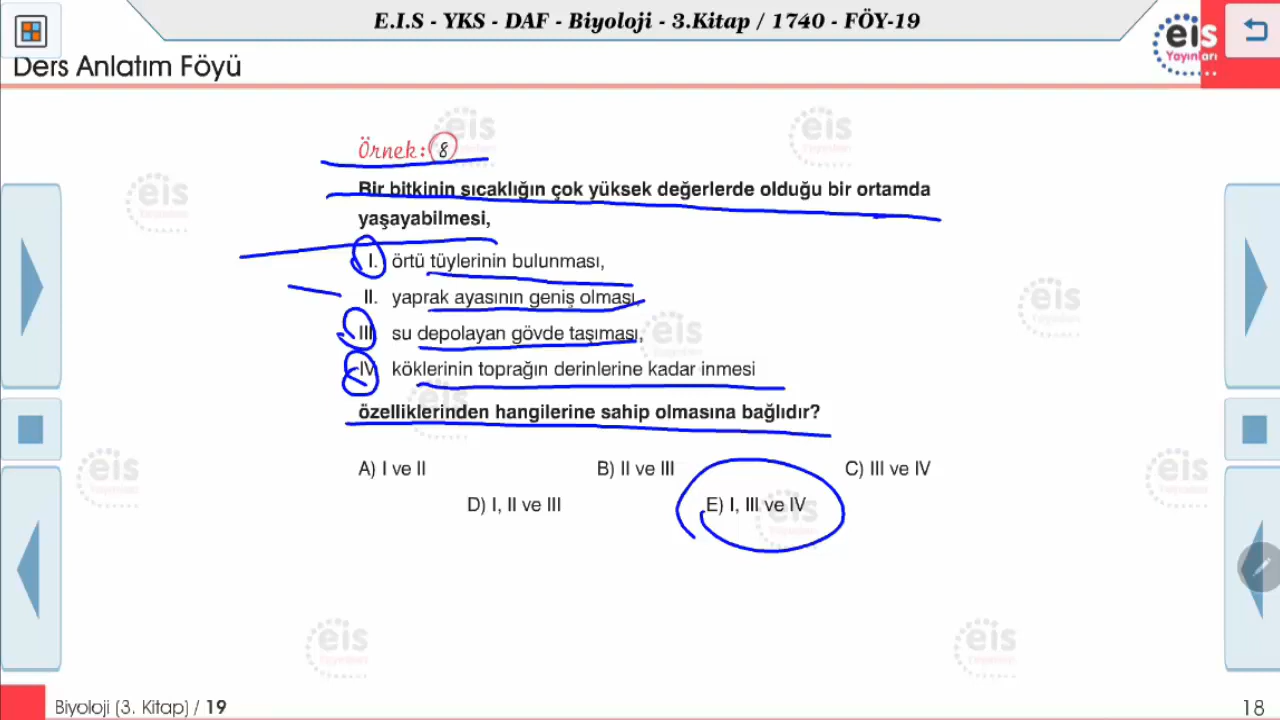 E.I.S - YKS - DAF - Biyoloji - 3.Kitap / 1740 - FÖY-19
eis
Yayınları
Ders Anlatım Föyü
Örnek: 8
Bir bitkinin sıcaklığın çok yüksek değerlerde olduğu bir ortamda
yaşayabilmesi,
I. örtü tüylerinin bulunması,
II. yaprak ayasının geniş olması,
III. su depolayan gövde taşıması,
IV. köklerinin toprağın derinlerine kadar inmesi
özelliklerinden hangilerine sahip olmasına bağlıdır?
A) I ve II B) II ve III C) III ve IV
D) I, II ve III E) I, III ve IV
Biyoloji (3. Kitap) / 19
18